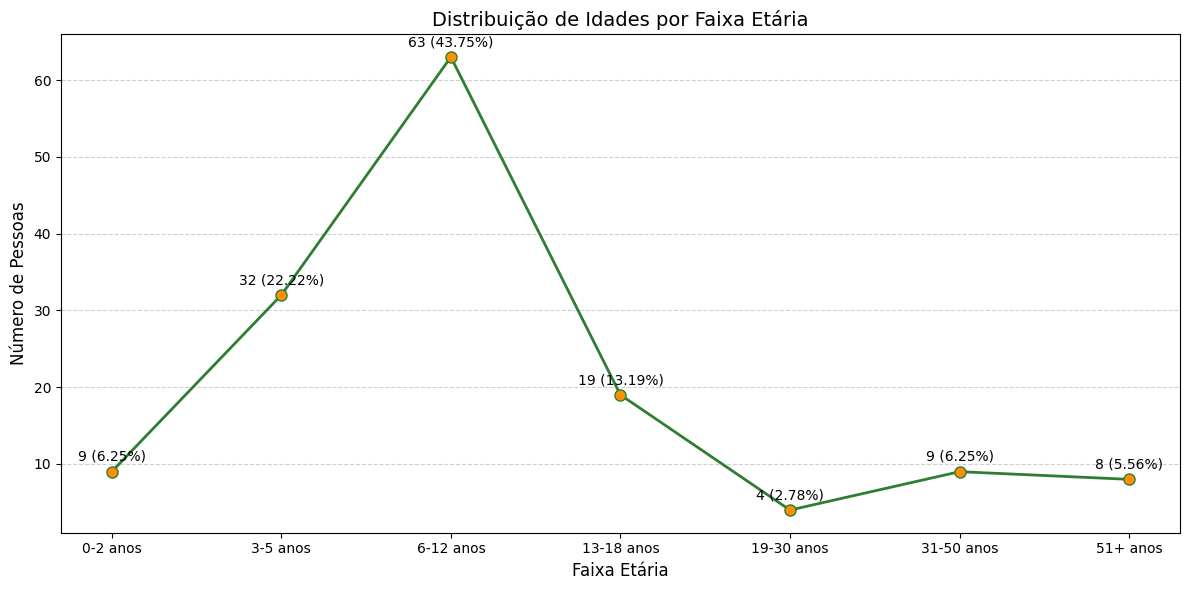 Distribuição de Idades por Faixa Etária
63 (43.75%)
32 (22.22%)
19 (13.19%)
9 (6.25%)
4 (2.78%)
9 (6.25%)
8 (5.56%)
Número de Pessoas
60
50
40
30
20
10
0-2 anos
3-5 anos
6-12 anos
13-18 anos
19-30 anos
31-50 anos
51+ anos
Faixa Etária